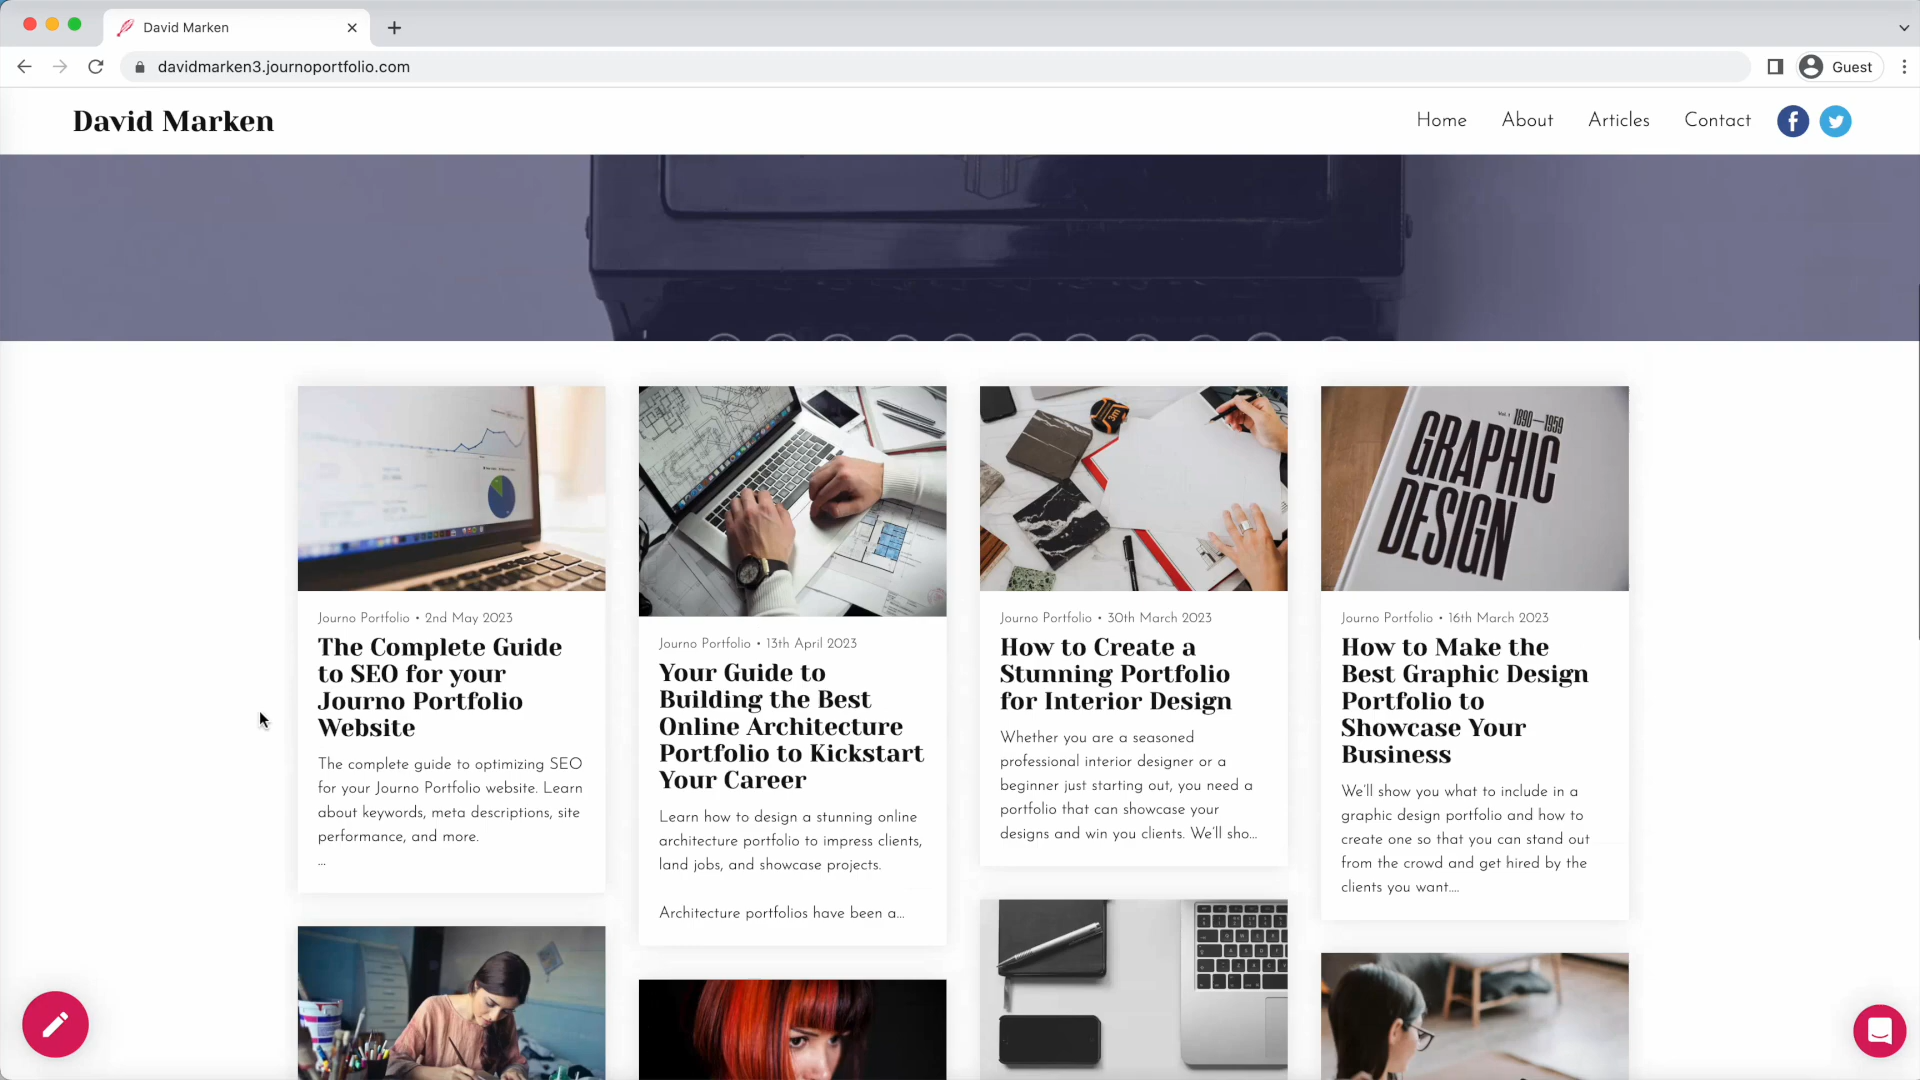 David Marken
davidmarken3.journoportfolio.com
Guest
David Marken
Home
About
Articles
Contact
Journo Portfolio • 2nd May 2023
The Complete Guide
to SEO for your
Journo Portfolio
Website
The complete guide to optimizing SEO
for your Journo Portfolio website. Learn
about keywords, meta descriptions, site
performance, and more.
...
Journo Portfolio • 13th April 2023
Your Guide to
Building the Best
Online Architecture
Portfolio to Kickstart
Your Career
Learn how to design a stunning online
architecture portfolio to impress clients,
land jobs, and showcase projects.
Architecture portfolios have been a...
3m
Journo Portfolio • 30th March 2023
How to Create a
Stunning Portfolio
for Interior Design
Whether you are a seasoned
professional interior designer or a
beginner just starting out, you need a
portfolio that can showcase your
designs and win you clients. We'll sho...
Vol. 1 1890—1959
GRAPHIC
DESIGN
Journo Portfolio • 16th March 2023
How to Make the
Best Graphic Design
Portfolio to
Showcase Your
Business
We'll show you what to include in a
graphic design portfolio and how to
create one so that you can stand out
from the crowd and get hired by the
clients you want....